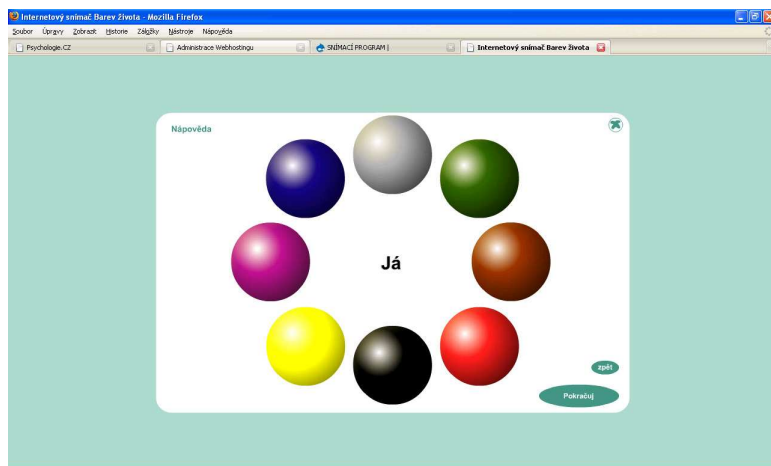 Internetový snímač Barev života - Mozilla Firefox
Soubor Úpravy Zobrazit Historie Záložky Nástroje Nápověda
Psychologie.CZ
Administrace Webhostingu
SNÍMACÍ PROGRAM |
Internetový snímač Barev života
Nápověda
Já
zpět
Pokračuj